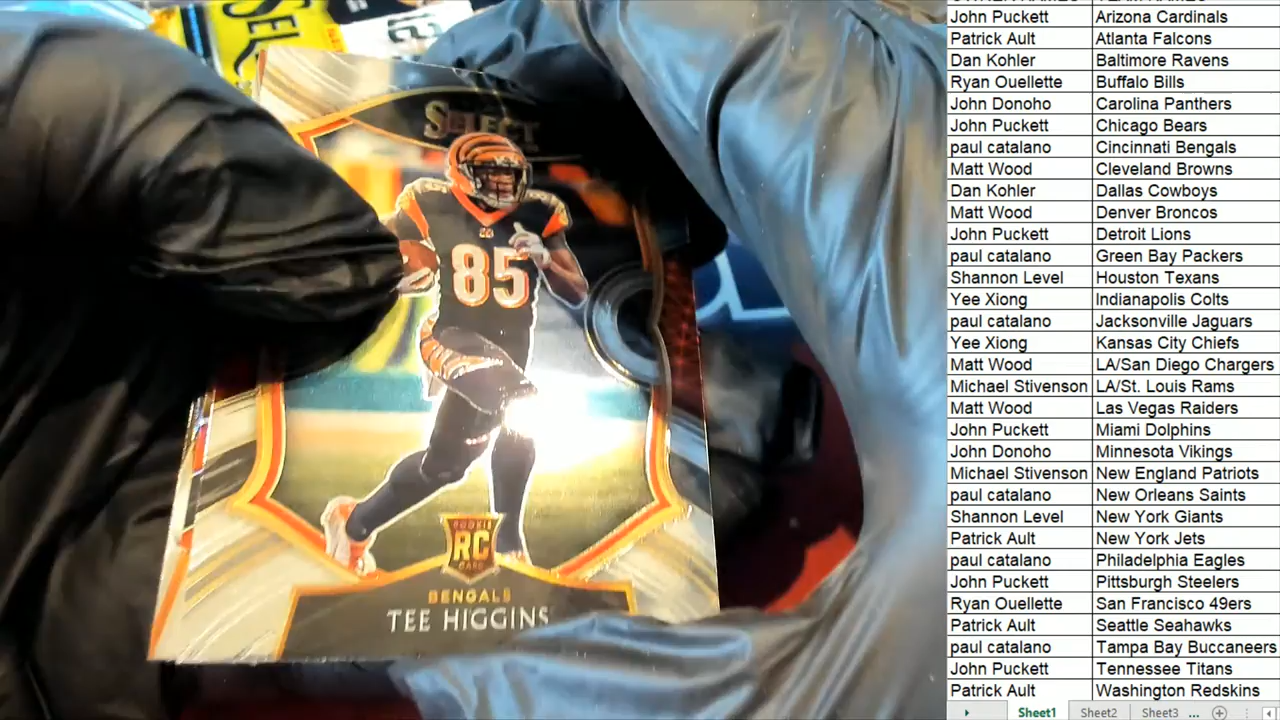 SELECT
85
ROOKIE
RC
CARD
BENGALS
TEE HIGGINS
John Puckett Arizona Cardinals
Patrick Ault Atlanta Falcons
Dan Kohler Baltimore Ravens
Ryan Ouellette Buffalo Bills
John Donoho Carolina Panthers
John Puckett Chicago Bears
paul catalano Cincinnati Bengals
Matt Wood Cleveland Browns
Dan Kohler Dallas Cowboys
Matt Wood Denver Broncos
John Puckett Detroit Lions
paul catalano Green Bay Packers
Shannon Level Houston Texans
Yee Xiong Indianapolis Colts
paul catalano Jacksonville Jaguars
Yee Xiong Kansas City Chiefs
Matt Wood LA/San Diego Chargers
Michael Stivenson LA/St. Louis Rams
Matt Wood Las Vegas Raiders
John Puckett Miami Dolphins
John Donoho Minnesota Vikings
Michael Stivenson New England Patriots
paul catalano New Orleans Saints
Shannon Level New York Giants
Patrick Ault New York Jets
paul catalano Philadelphia Eagles
John Puckett Pittsburgh Steelers
Ryan Ouellette San Francisco 49ers
Patrick Ault Seattle Seahawks
paul catalano Tampa Bay Buccaneers
John Puckett Tennessee Titans
Patrick Ault Washington Redskins
Sheet1 Sheet2 Sheet3 ...